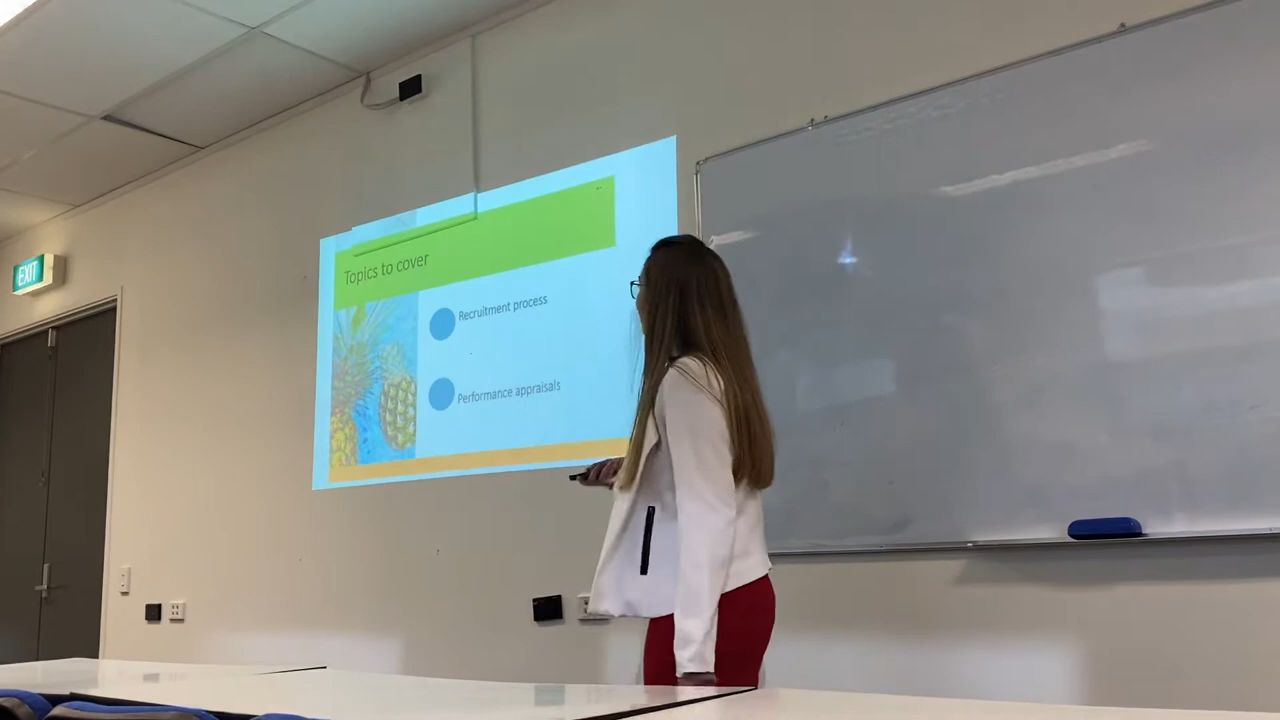 EXIT
Topics to cover
Recruitment process
Performance appraisals